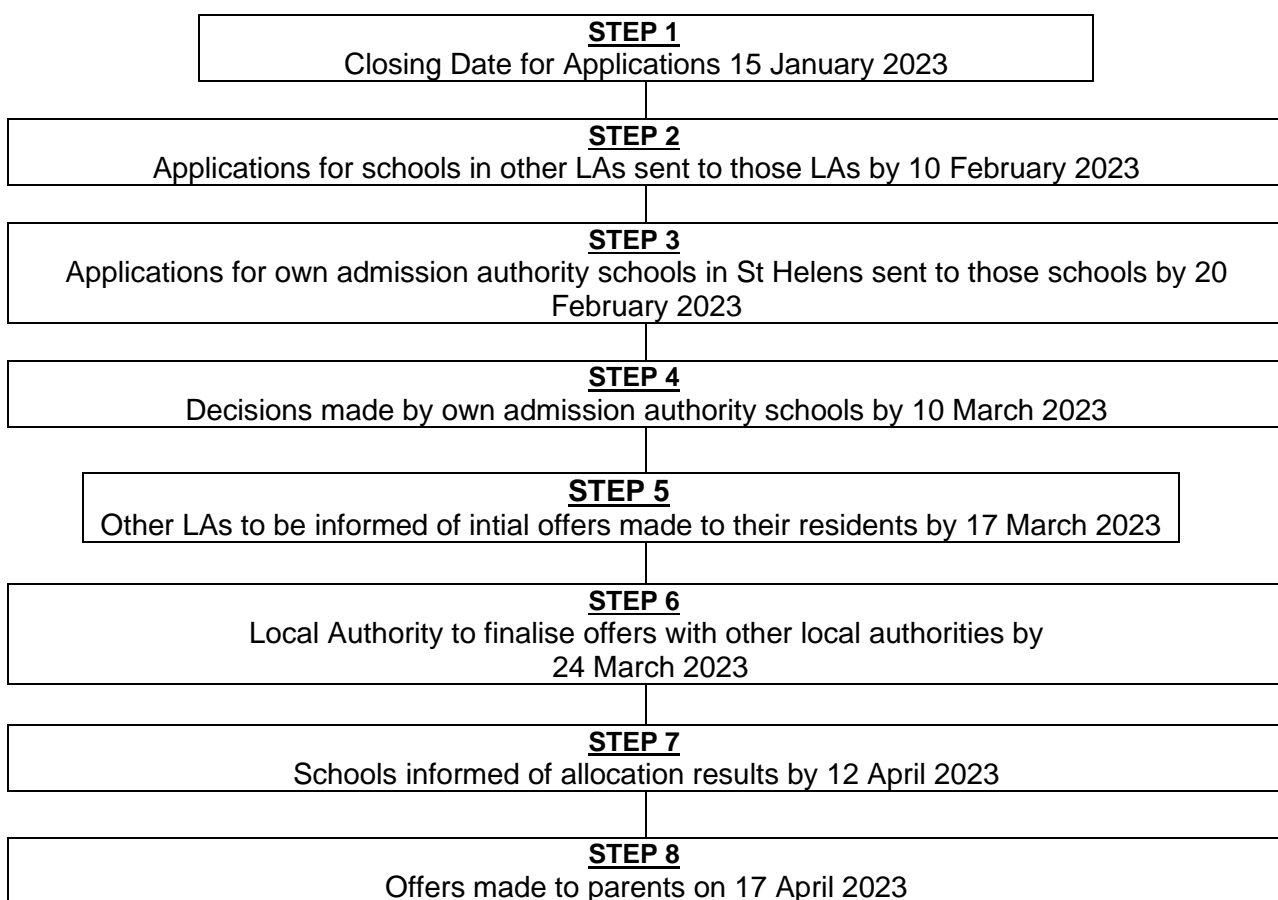 STEP 1
Closing Date for Applications 15 January 2023
STEP 2
Applications for schools in other LAs sent to those LAs by 10 February 2023
STEP 3
Applications for own admission authority schools in St Helens sent to those schools by 20
February 2023
STEP 4
Decisions made by own admission authority schools by 10 March 2023
STEP 5
Other LAs to be informed of intial offers made to their residents by 17 March 2023
STEP 6
Local Authority to finalise offers with other local authorities by
24 March 2023
STEP 7
Schools informed of allocation results by 12 April 2023
STEP 8
Offers made to parents on 17 April 2023